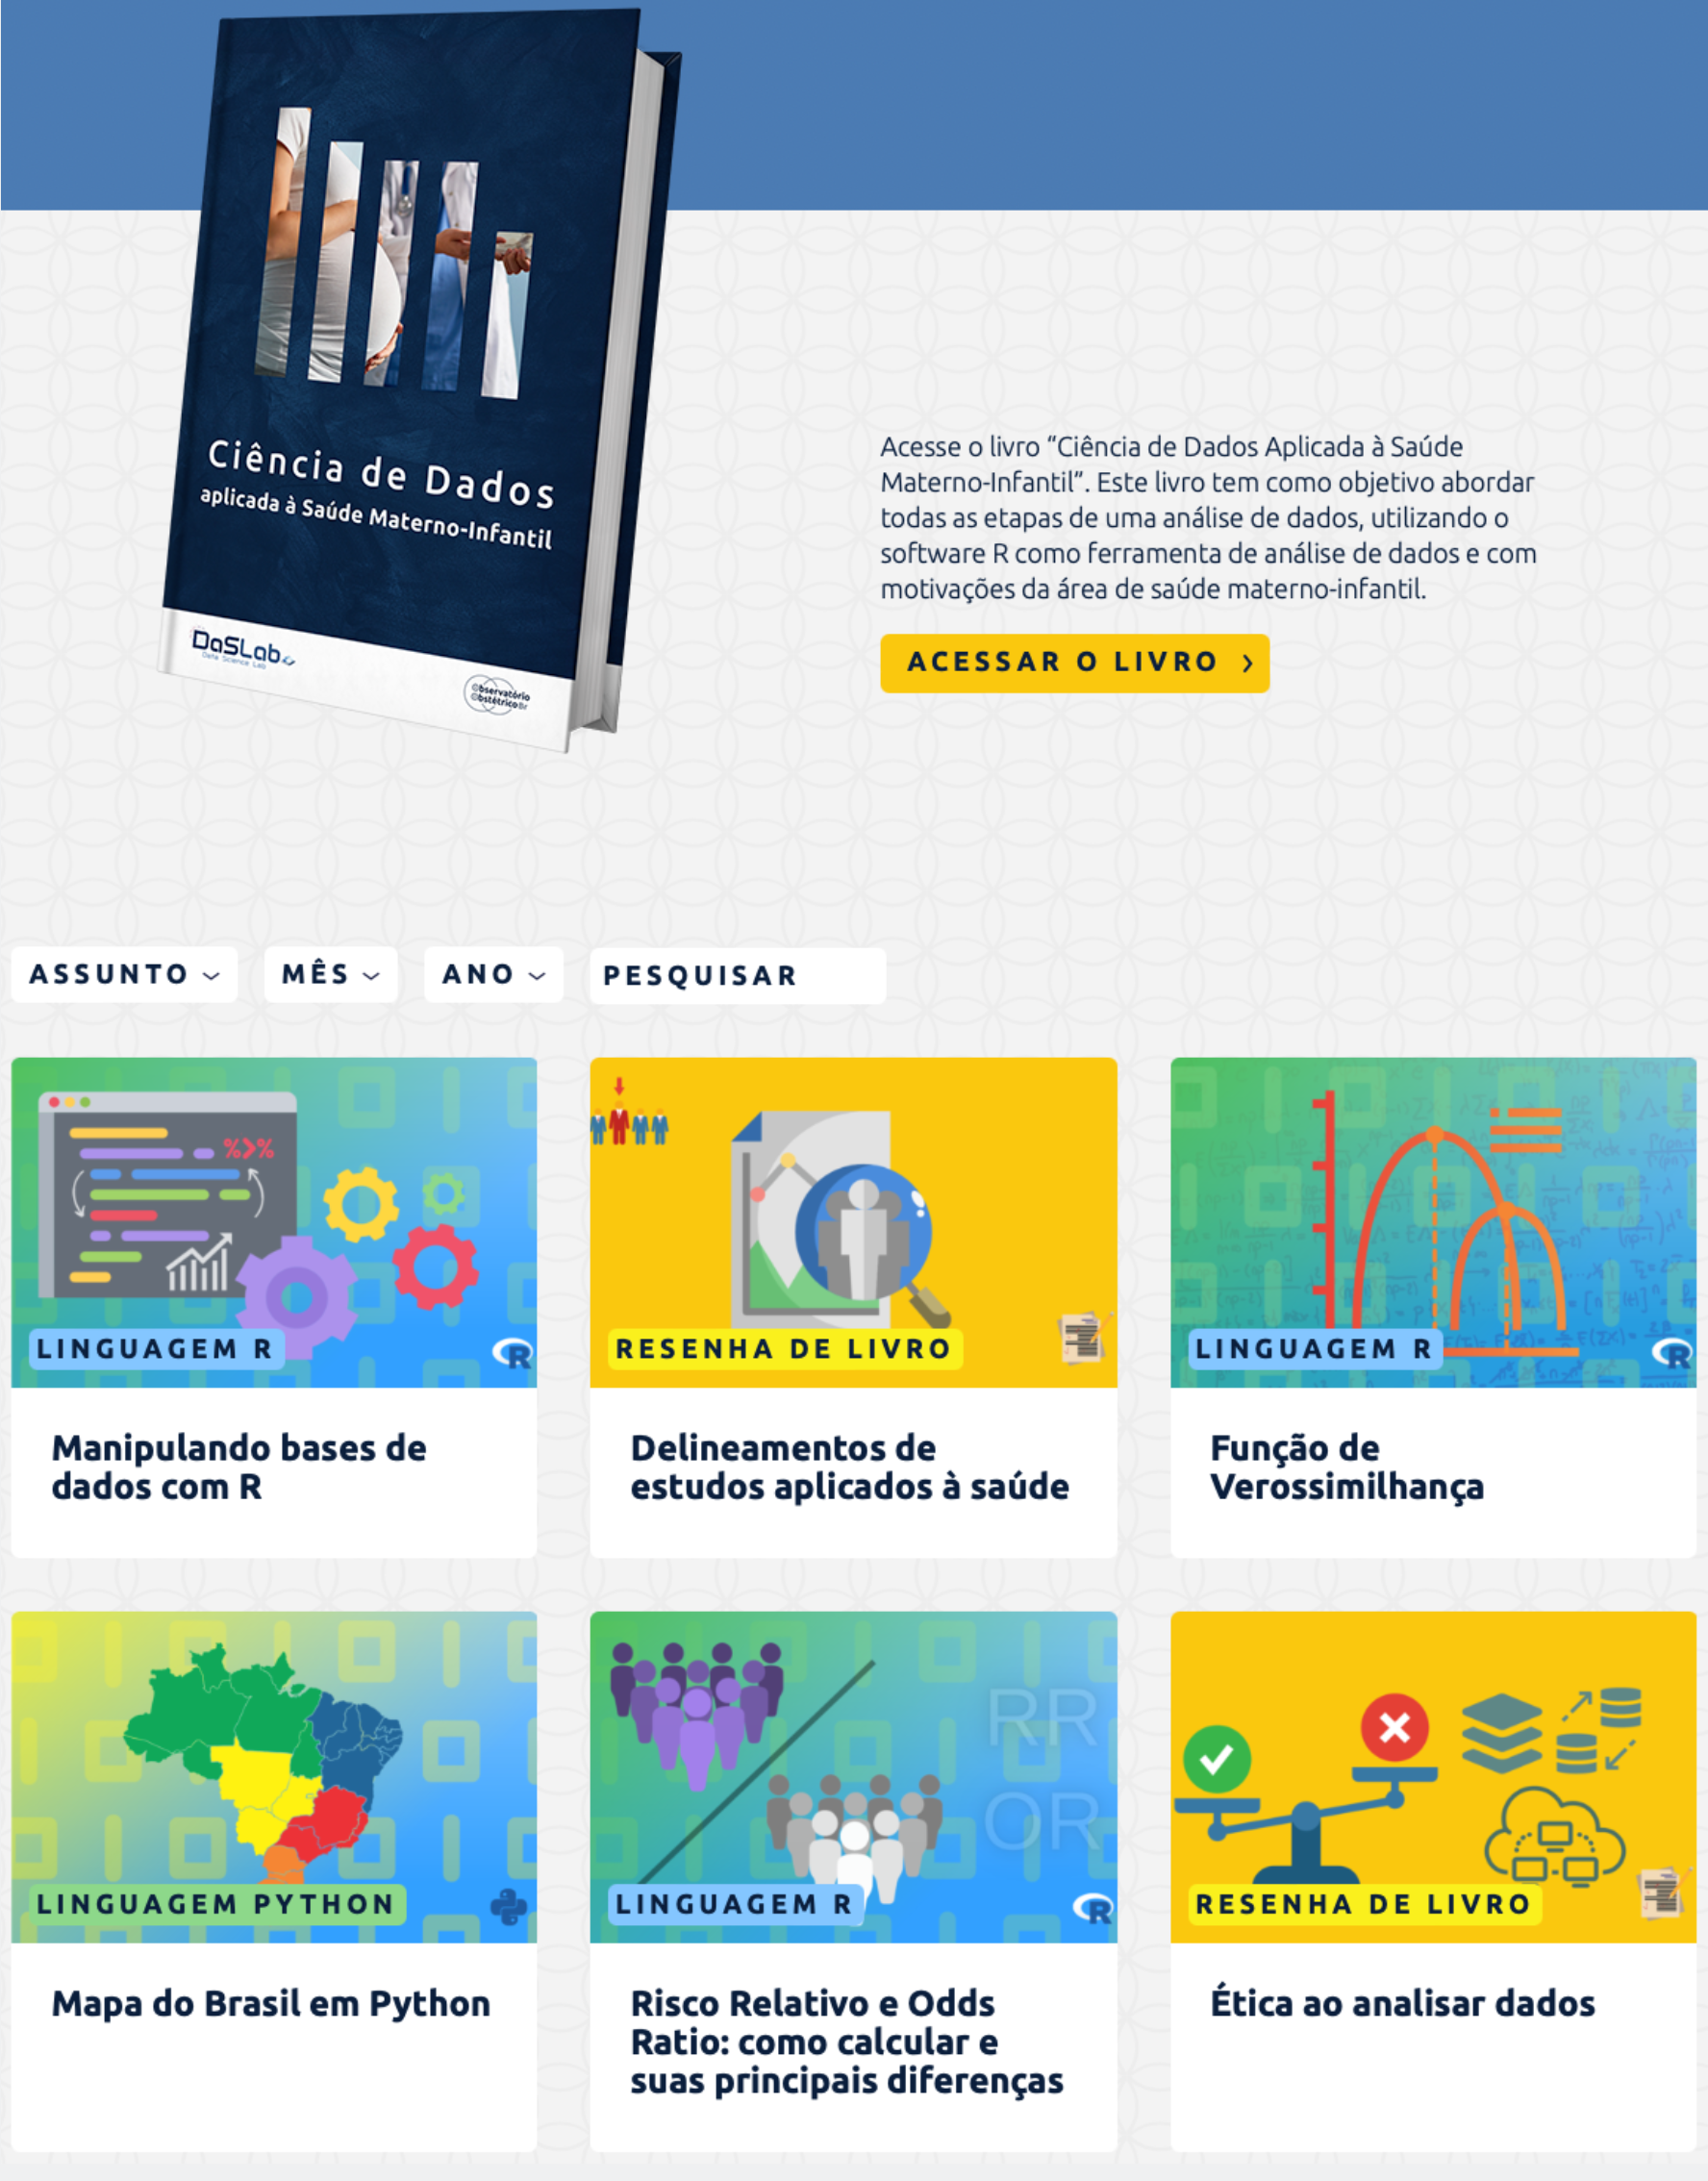 Ciência de Dados
aplicada à Saúde Materno-Infantil
DaSLab
Data Science Lab
Observatório
Obstétrico Br
Acesse o livro “Ciência de Dados Aplicada à Saúde
Materno-Infantil”. Este livro tem como objetivo abordar
todas as etapas de uma análise de dados, utilizando o
software R como ferramenta de análise de dados e com
motivações da área de saúde materno-infantil.
ACESSAR O LIVRO
ASSUNTO
MÊS
ANO
PESQUISAR
%>%
LINGUAGEM R
R
Manipulando bases de
dados com R
RESENHA DE LIVRO
Delineamentos de
estudos aplicados à saúde
LINGUAGEM R
R
Função de
Verossimilhança
LINGUAGEM PYTHON
Mapa do Brasil em Python
RR
OR
LINGUAGEM R
R
Risco Relativo e Odds
Ratio: como calcular e
suas principais diferenças
RESENHA DE LIVRO
Ética ao analisar dados